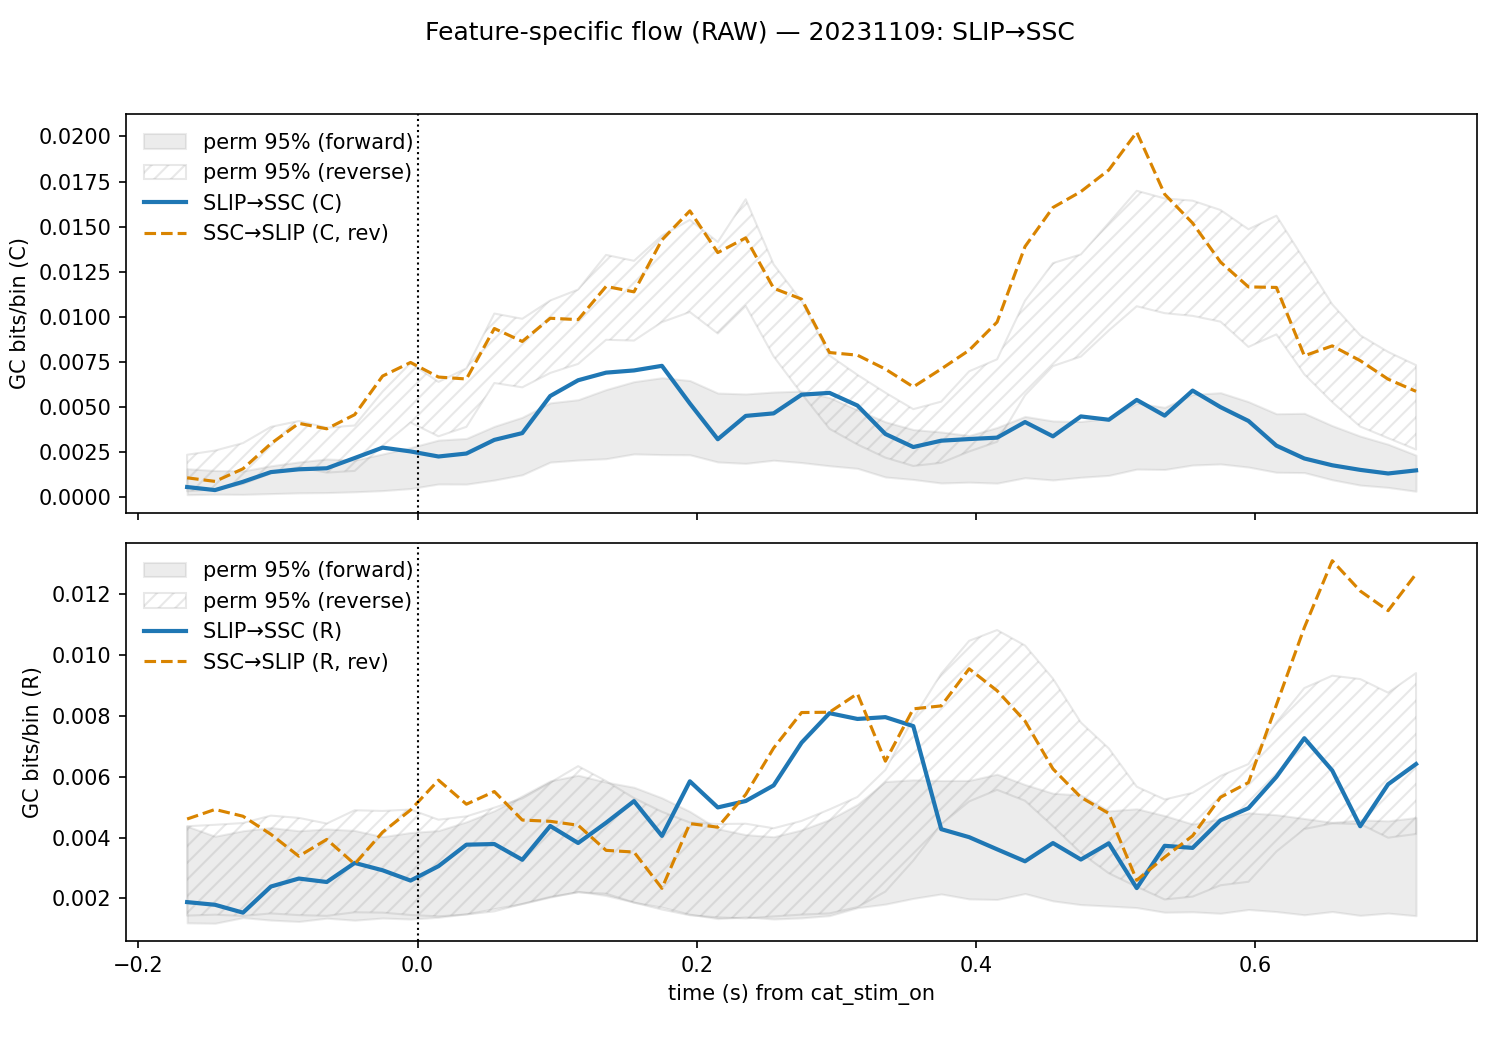 Feature-specific flow (RAW) — 20231109: SLIP→SSC
GC bits/bin (C)
0.0200
0.0175
0.0150
0.0125
0.0100
0.0075
0.0050
0.0025
0.0000
perm 95% (forward)
perm 95% (reverse)
SLIP→SSC (C)
SSC→SLIP (C, rev)
GC bits/bin (R)
0.012
0.010
0.008
0.006
0.004
0.002
perm 95% (forward)
perm 95% (reverse)
SLIP→SSC (R)
SSC→SLIP (R, rev)
−0.2 0.0 0.2 0.4 0.6
time (s) from cat_stim_on